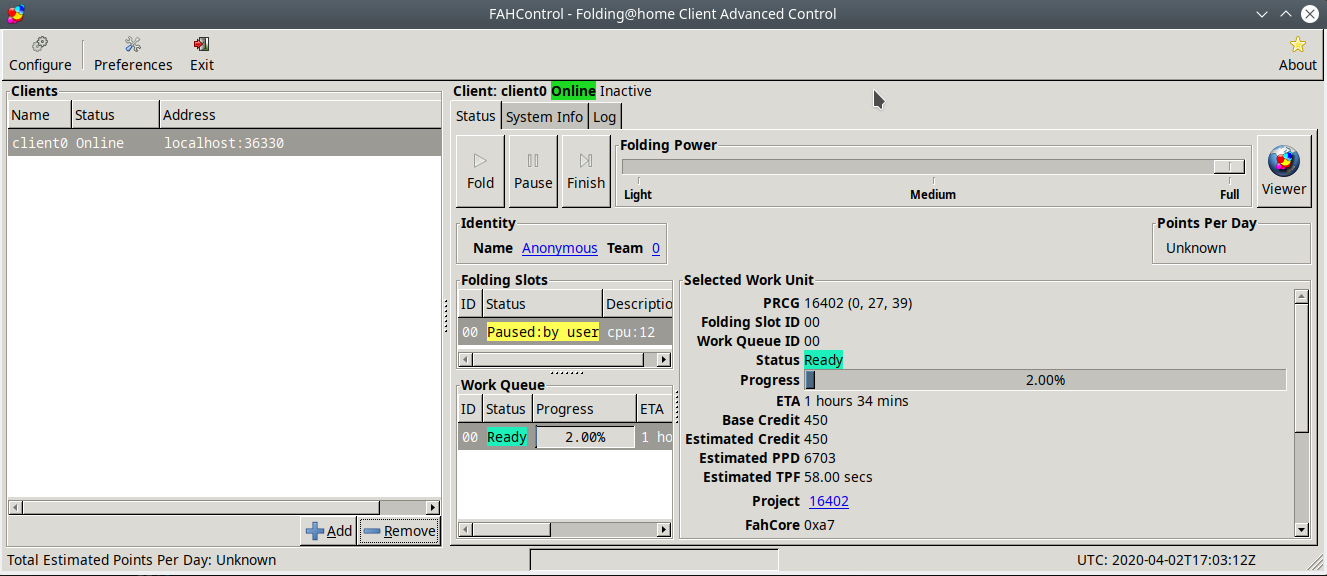 FAHControl - Folding@home Client Advanced Control
Configure Preferences Exit About
Clients
Name Status Address
client0 Online localhost:36330
Add Remove
Client: client0 Online Inactive
Status System Info Log
Fold Pause Finish
Folding Power
Light Medium Full
Viewer
Identity
Name Anonymous Team 0
Points Per Day
Unknown
Folding Slots
ID Status Descriptio
00 Paused:by user cpu:12
Work Queue
ID Status Progress ETA
00 Ready 2.00% 1 ho
Selected Work Unit
PRCG 16402 (0, 27, 39)
Folding Slot ID 00
Work Queue ID 00
Status Ready
Progress 2.00%
ETA 1 hours 34 mins
Base Credit 450
Estimated Credit 450
Estimated PPD 6703
Estimated TPF 58.00 secs
Project 16402
FahCore 0xa7
Total Estimated Points Per Day: Unknown
UTC: 2020-04-02T17:03:12Z